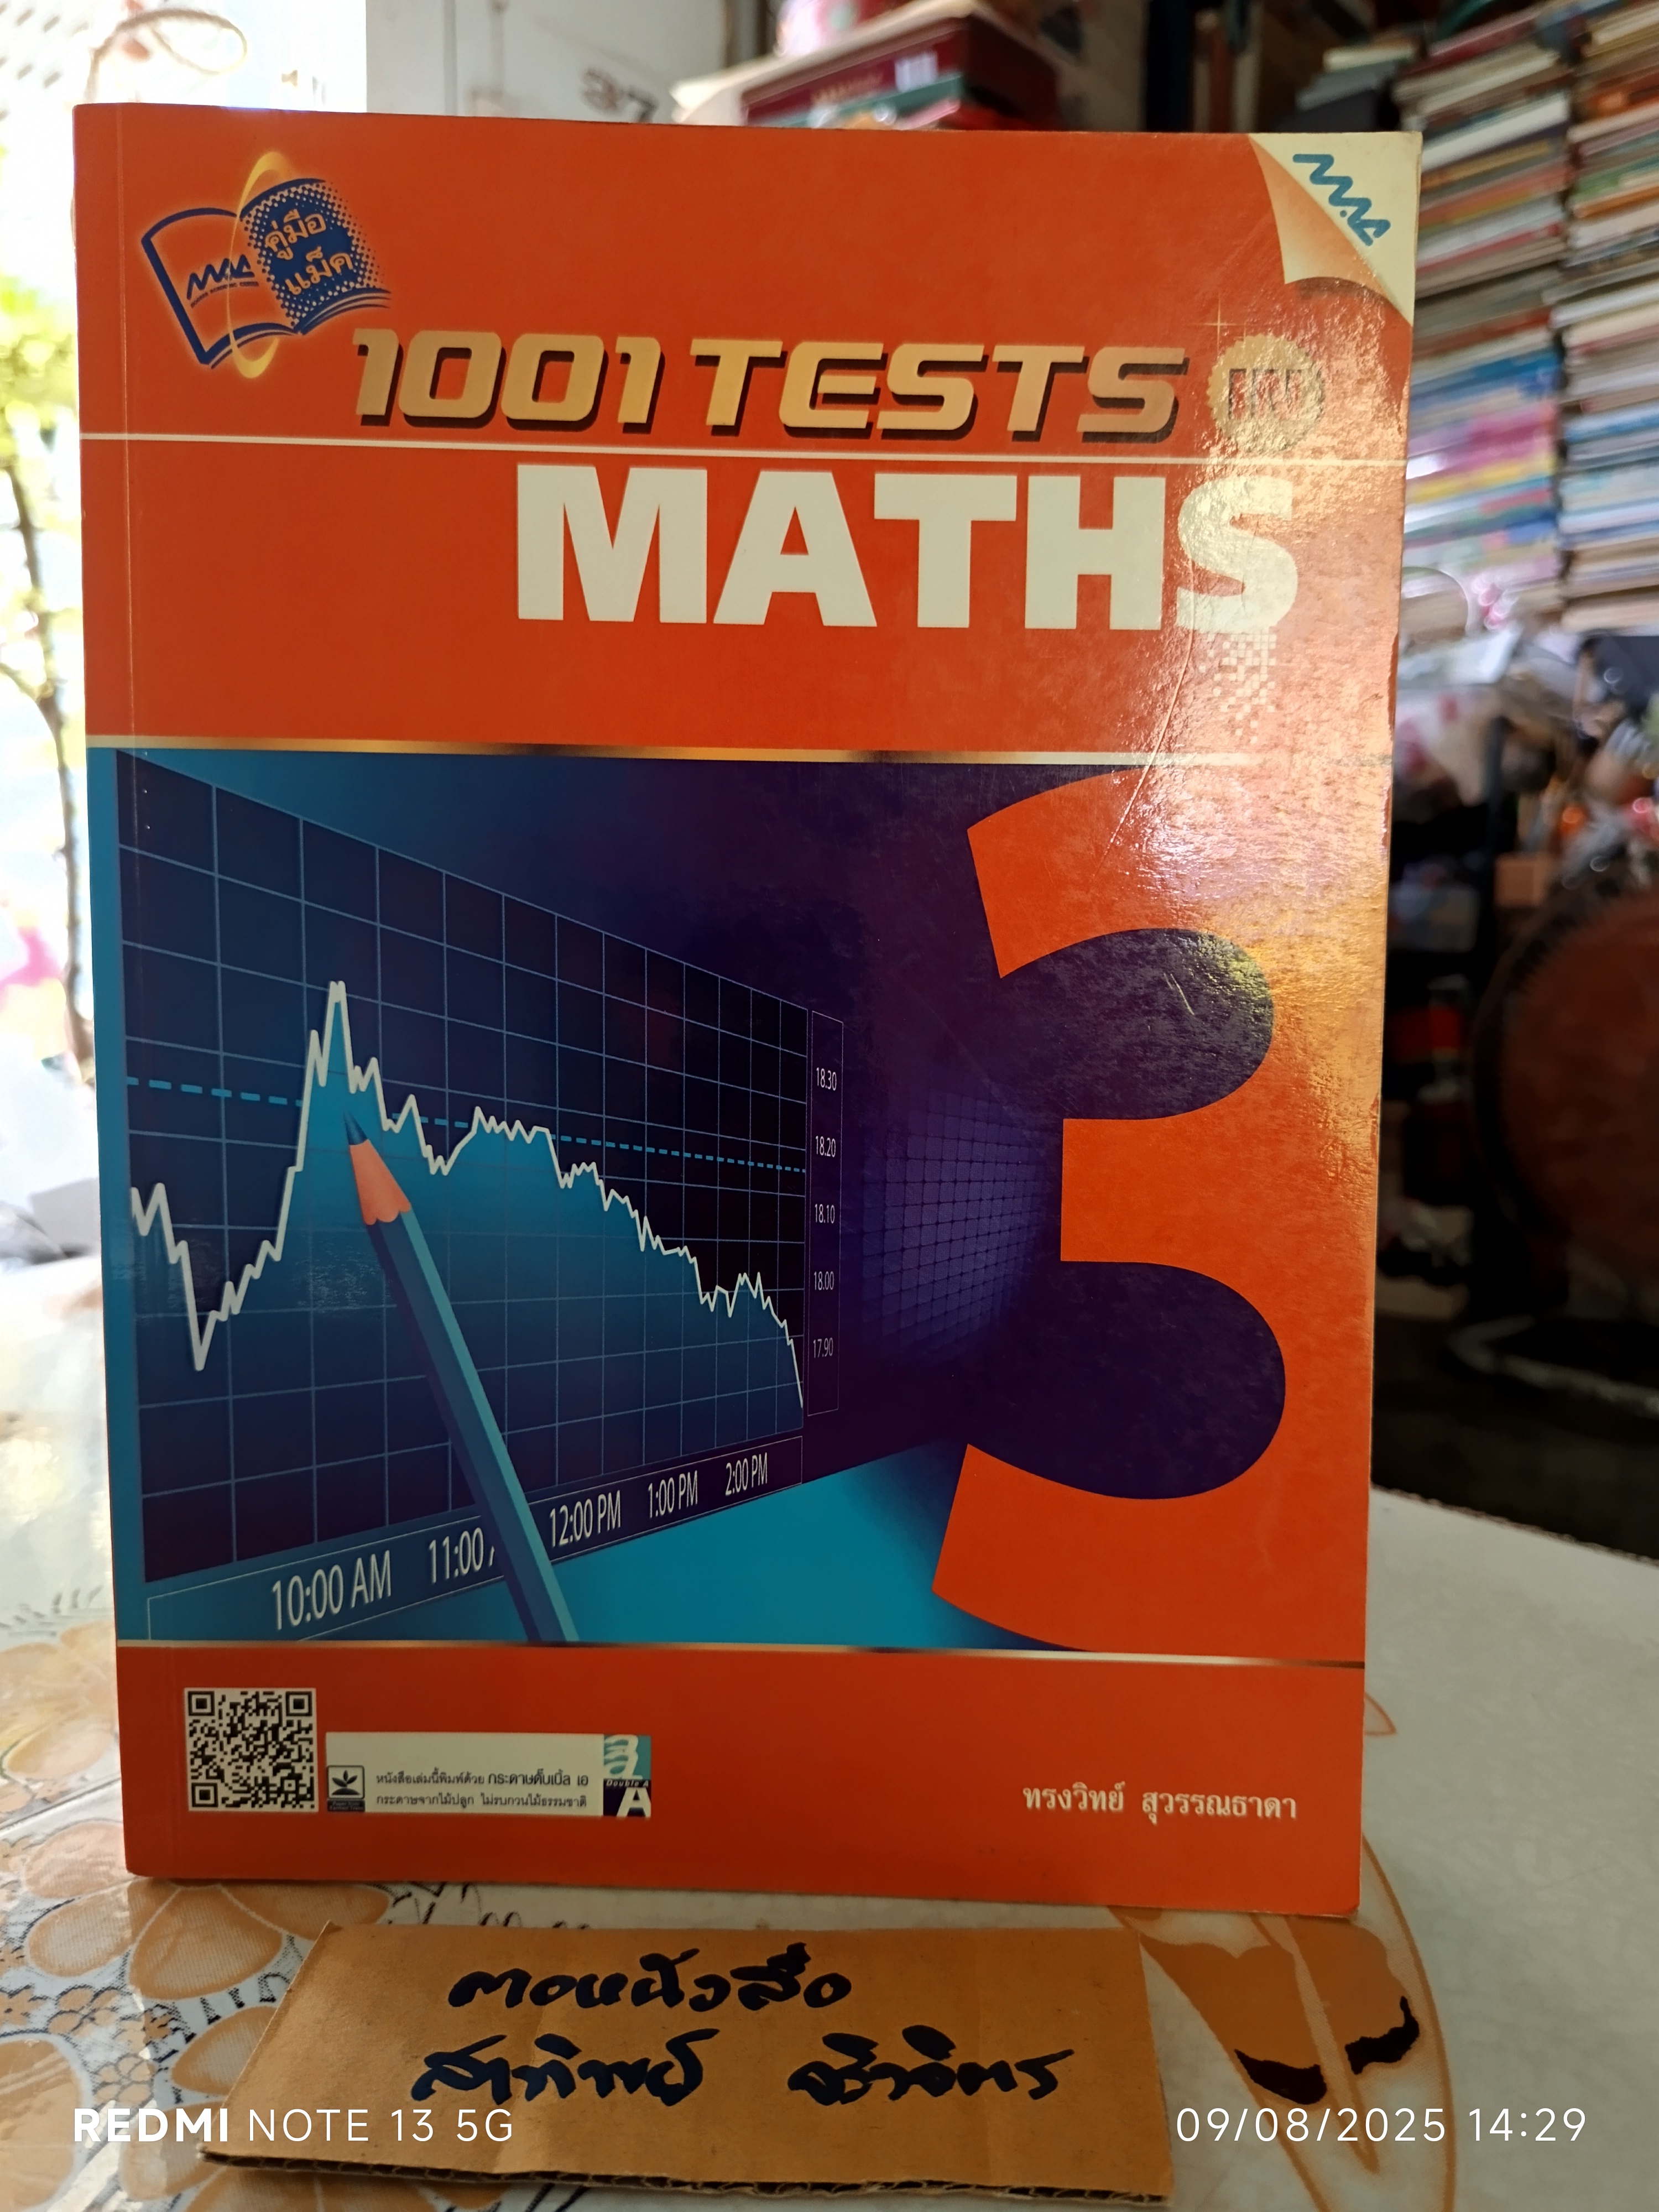 MAC
คู่มือ
แม็ค
MAC
1001 TESTS IN
MATHS
3
18.30
18.20
18.10
18.00
17.90
10:00 AM
11:00
12:00 PM
1:00 PM
2:00 PM
หนังสือเล่มนี้พิมพ์ด้วย กระดาษดั๊บเบิ้ล เอ
กระดาษจากไม้ปลูก ไม่รบกวนไม้ธรรมชาติ
Double A
A
ทรงวิทย์ สุวรรณธาดา
หนังสือ
REDMI NOTE 13 5G
09/08/2025 14:29